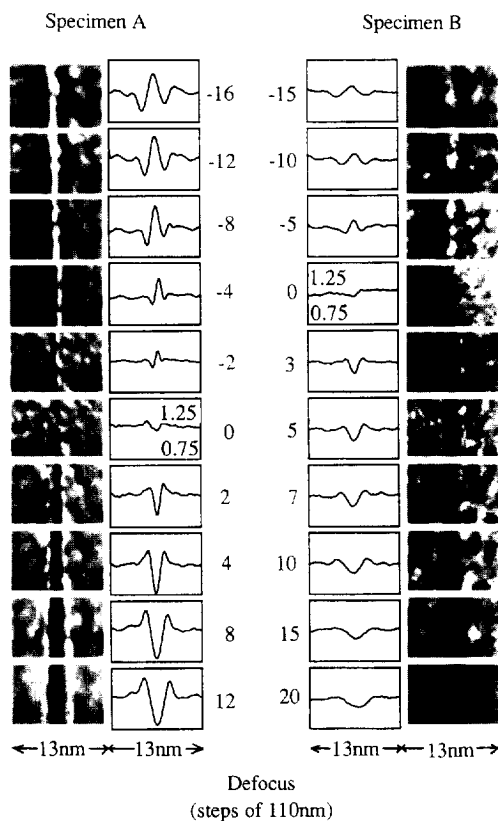 Specimen A Specimen B
-16 -15
-12 -10
-8 -5
-4 0 1.25 0.75
-2 3
0 1.25 0.75 5
2 7
4 10
8 15
12 20
←13nm→←13nm→ ←13nm→←13nm→
Defocus
(steps of 110nm)